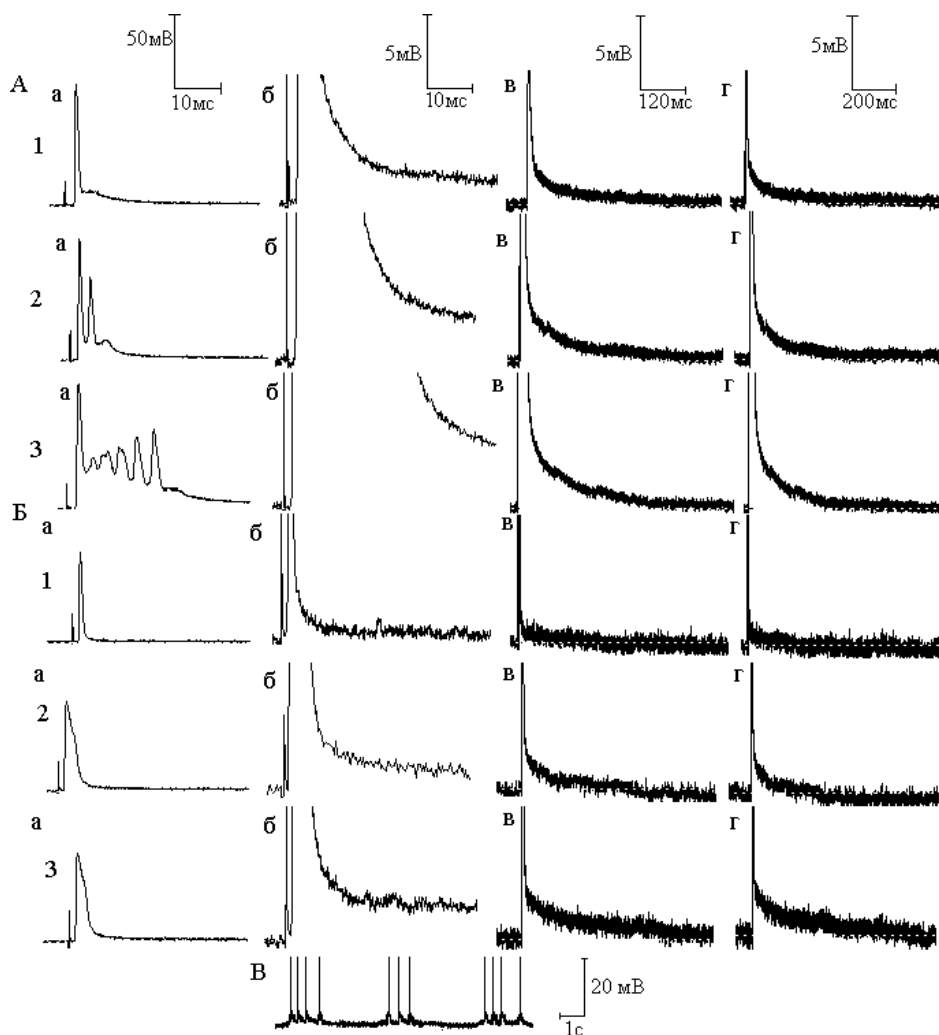 50мВ
10мс
5мВ
10мс
5мВ
120мс
5мВ
200мс
А
а
б
в
г
1
а
б
в
г
2
а
б
в
г
3
Б
а
б
в
г
1
а
б
в
г
2
а
б
в
г
3
В
20 мВ
1с